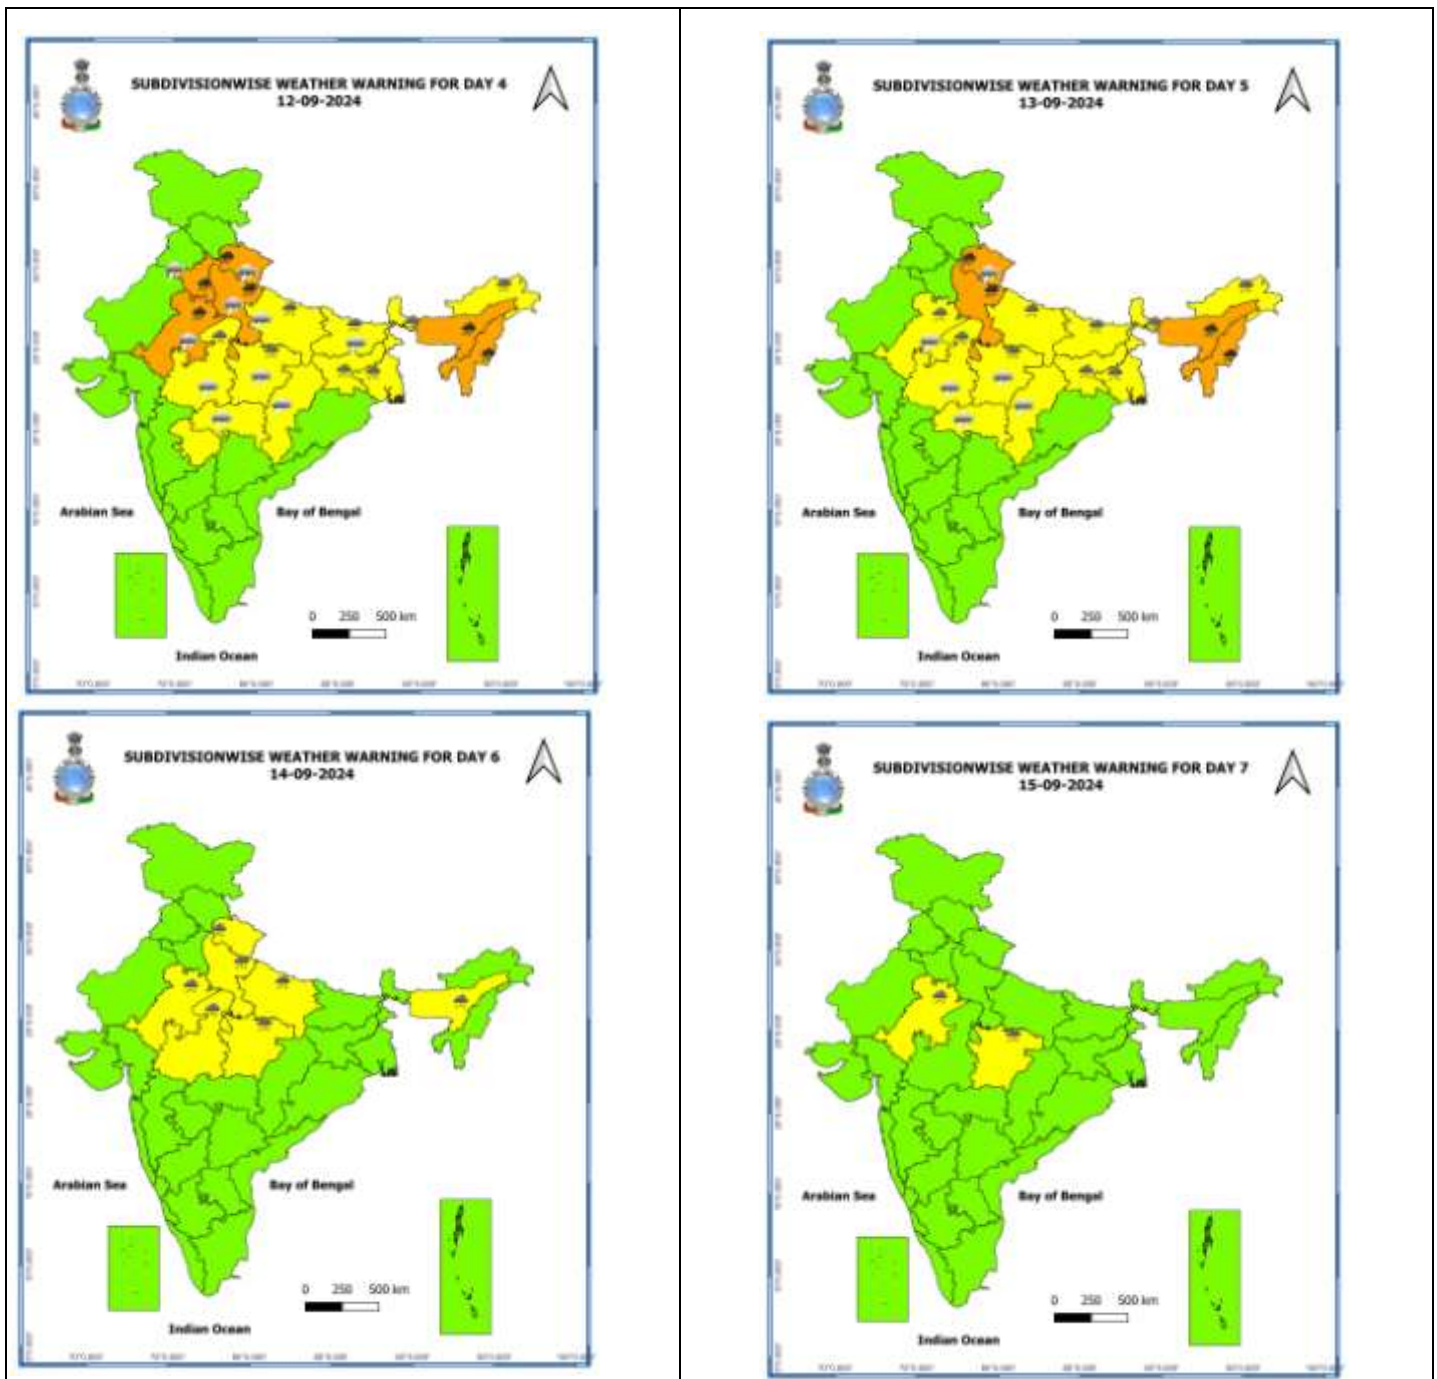 SUBDIVISIONWISE WEATHER WARNING FOR DAY 4
12-09-2024
Arabian Sea
Bay of Bengal
0 250 500 km
Indian Ocean
SUBDIVISIONWISE WEATHER WARNING FOR DAY 5
13-09-2024
Arabian Sea
Bay of Bengal
0 250 500 km
Indian Ocean
SUBDIVISIONWISE WEATHER WARNING FOR DAY 6
14-09-2024
Arabian Sea
Bay of Bengal
0 250 500 km
Indian Ocean
SUBDIVISIONWISE WEATHER WARNING FOR DAY 7
15-09-2024
Arabian Sea
Bay of Bengal
0 250 500 km
Indian Ocean